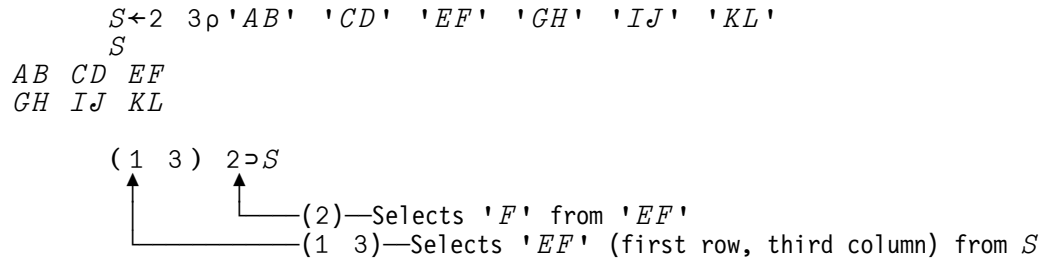 S←2 3⍴'AB' 'CD' 'EF' 'GH' 'IJ' 'KL'
S
AB CD EF
GH IJ KL
(1 3) 2⊃S
(2)—Selects 'F' from 'EF'
(1 3)—Selects 'EF' (first row, third column) from S